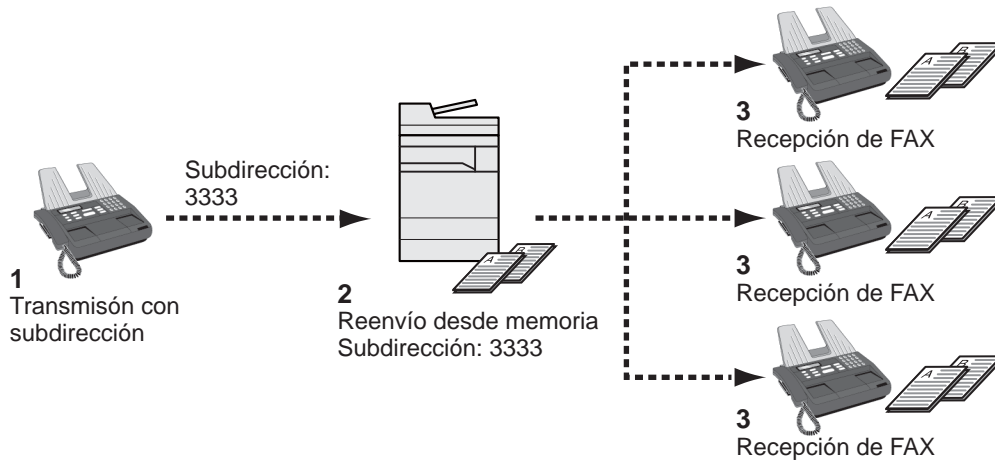 Subdirección:
3333
1
Transmisón con
subdirección
2
Reenvío desde memoria
Subdirección: 3333
3
Recepción de FAX
A
B
3
Recepción de FAX
A
B
3
Recepción de FAX
A
B
A
B